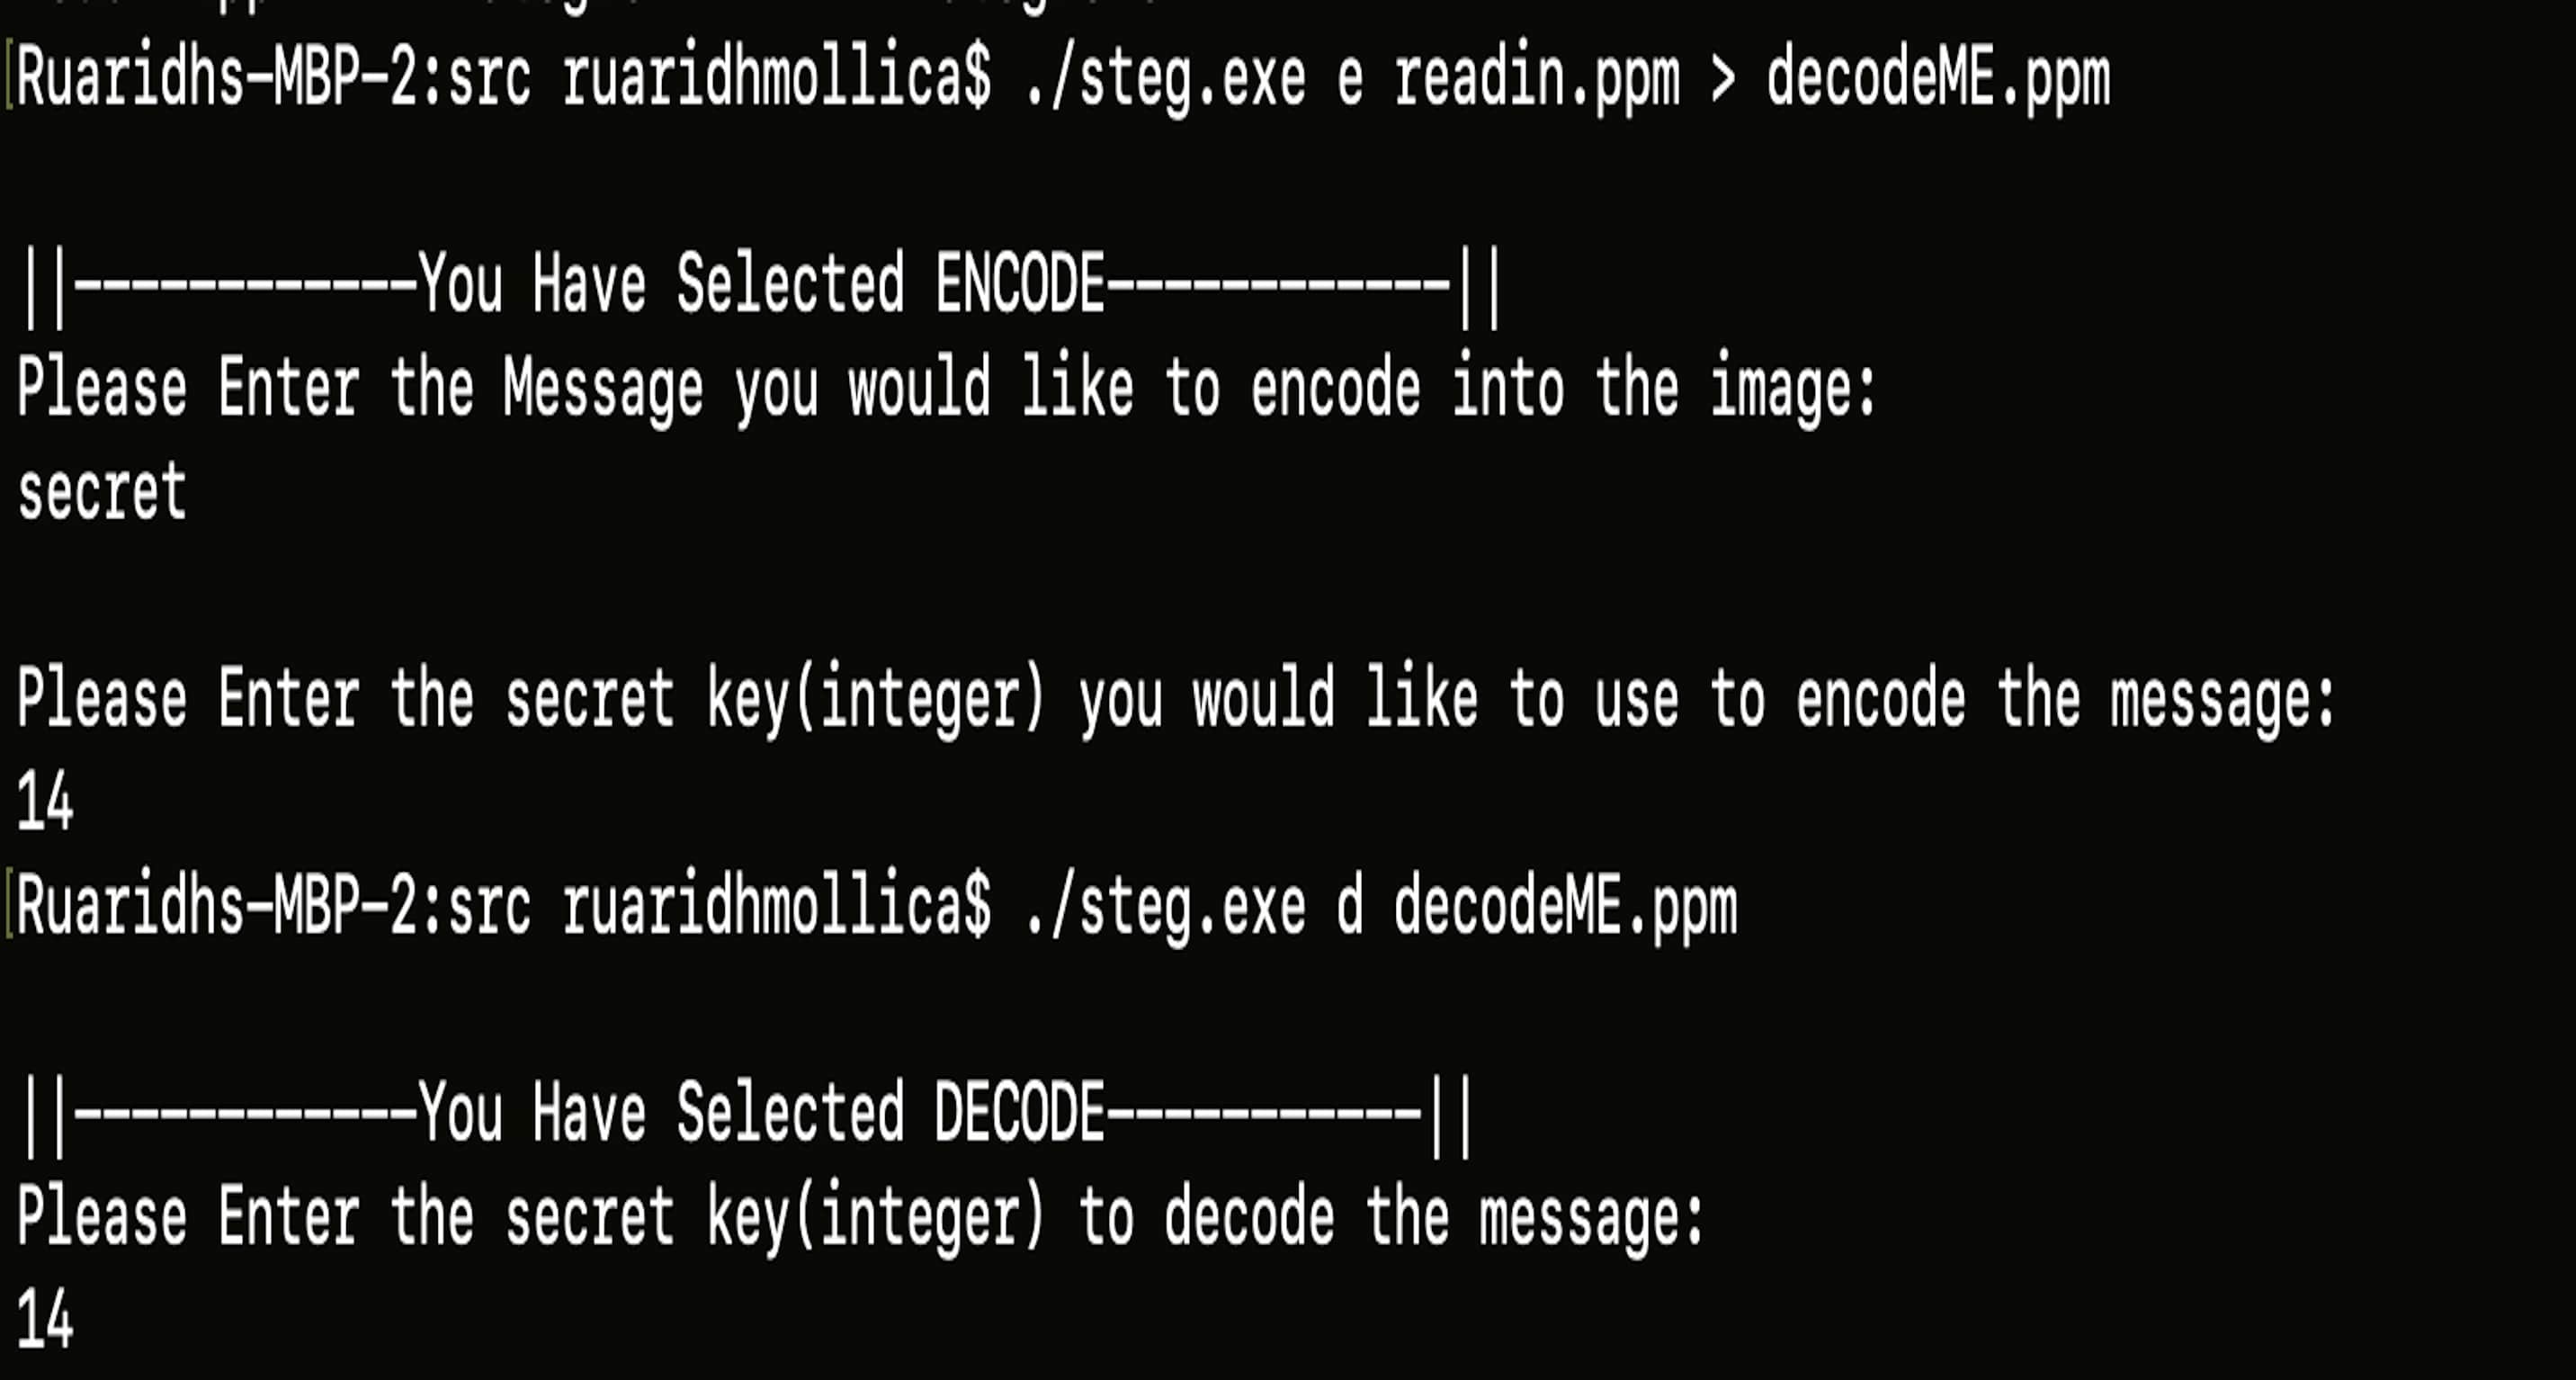 Ruaridhs-MBP-2:src ruaridhmollica$ ./steg.exe e readin.ppm > decodeME.ppm
||------------You Have Selected ENCODE------------||
Please Enter the Message you would like to encode into the image:
secret
Please Enter the secret key(integer) you would like to use to encode the message:
14
Ruaridhs-MBP-2:src ruaridhmollica$ ./steg.exe d decodeME.ppm
||------------You Have Selected DECODE-----------||
Please Enter the secret key(integer) to decode the message:
14